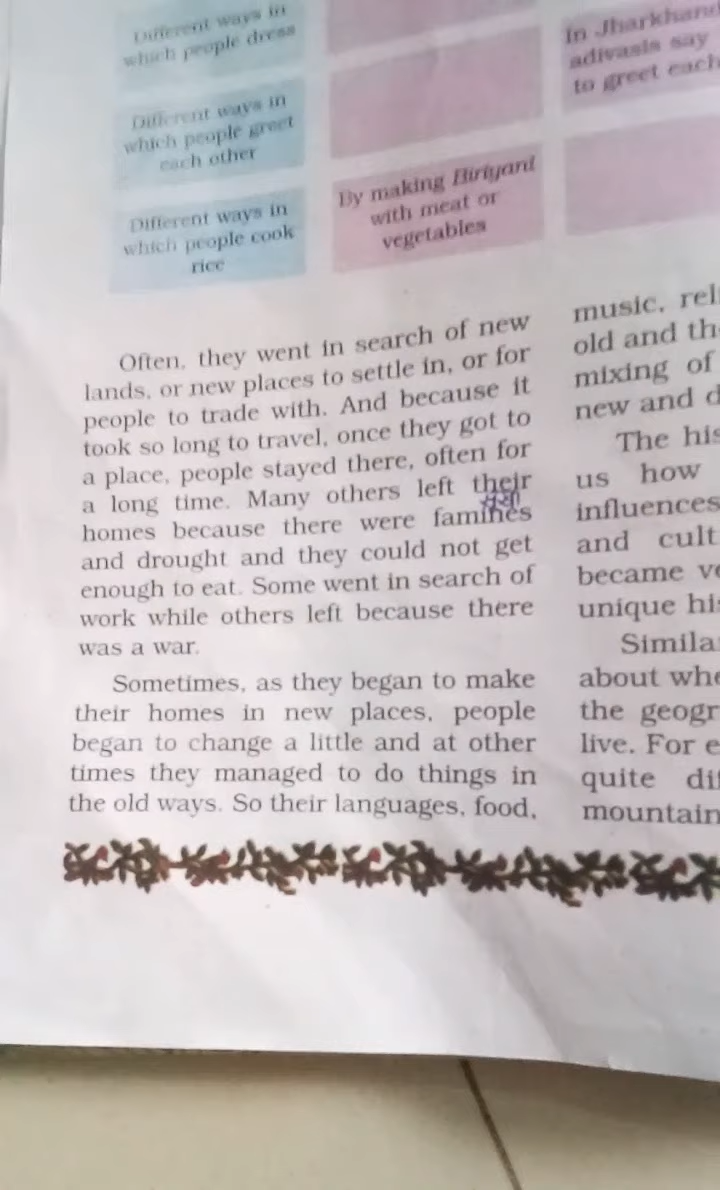 Different ways in
which people dress
In Jharkhand
adivasis say
to greet each
Different ways in
which people greet
each other
Different ways in
which people cook
rice
By making Biriyani
with meat or
vegetables
Often, they went in search of new
lands, or new places to settle in, or for
people to trade with. And because it
took so long to travel, once they got to
a place, people stayed there, often for
a long time. Many others left their
homes because there were famines
and drought and they could not get
enough to eat. Some went in search of
work while others left because there
was a war.
Sometimes, as they began to make
their homes in new places, people
began to change a little and at other
times they managed to do things in
the old ways. So their languages, food,
music, rel
old and th
mixing of
new and d
The his
us how
influences
and cult
became ve
unique his
Simila
about whe
the geogr
live. For e
quite dif
mountain